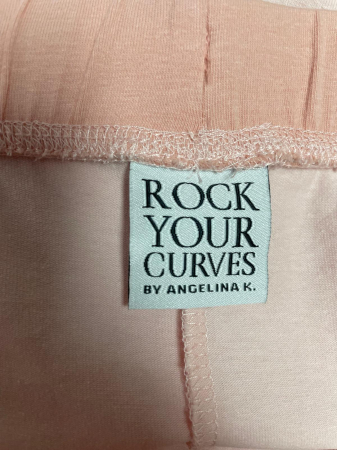 ROCK
YOUR
CURVES
BY ANGELINA K.